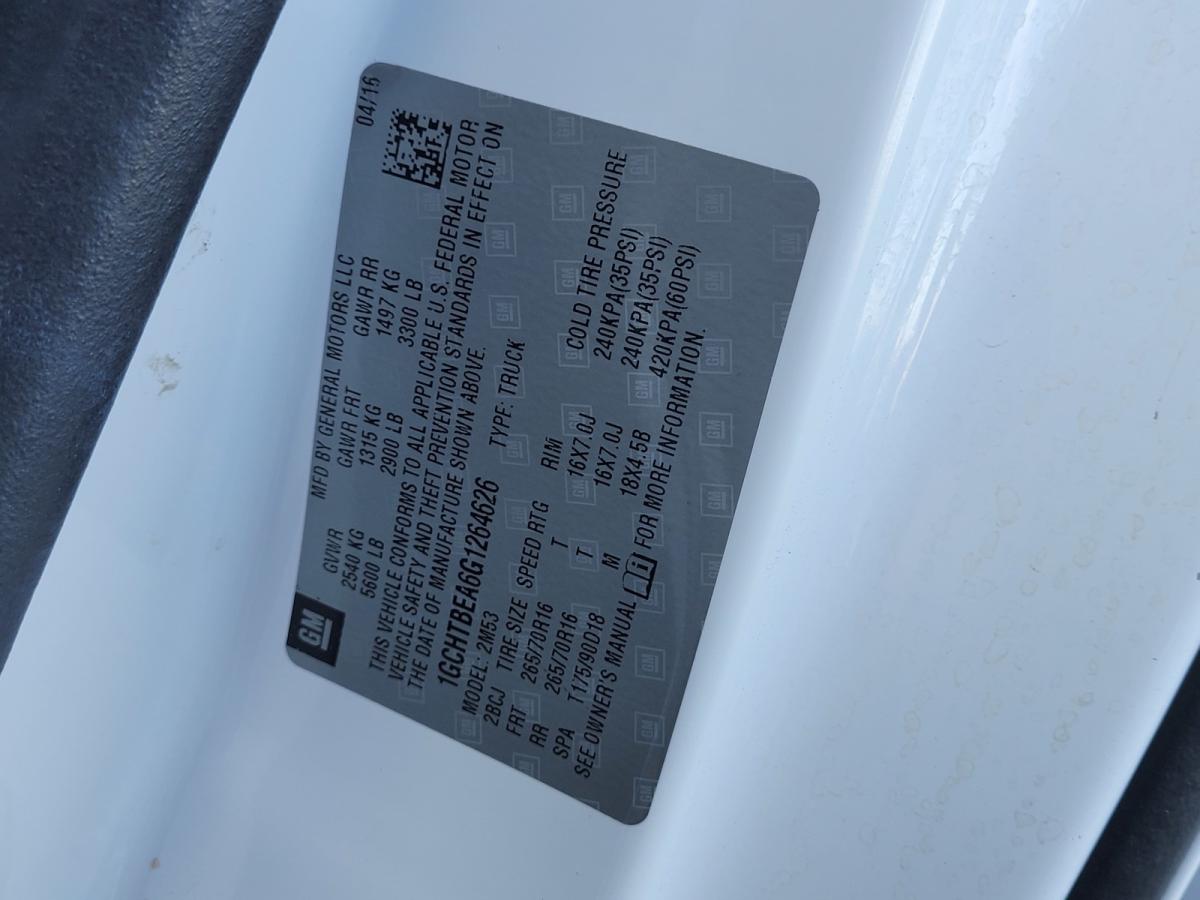 GM
MFD BY GENERAL MOTORS LLC
04/16
GVWR GAWR FRT GAWR RR
2540 KG 1315 KG 1497 KG
5600 LB 2900 LB 3300 LB
THIS VEHICLE CONFORMS TO ALL APPLICABLE U.S. FEDERAL MOTOR
VEHICLE SAFETY AND THEFT PREVENTION STANDARDS IN EFFECT ON
THE DATE OF MANUFACTURE SHOWN ABOVE.
1GCHTBEA6G1264626 TYPE: TRUCK
MODEL: 2M53
2BCJ TIRE SIZE SPEED RTG RIM COLD TIRE PRESSURE
FRT 265/70R16 T 16X7.0J 240KPA(35PSI)
RR 265/70R16 T 16X7.0J 240KPA(35PSI)
SPA T175/90D18 M 18X4.5B 420KPA(60PSI)
SEE OWNER'S MANUAL FOR MORE INFORMATION.